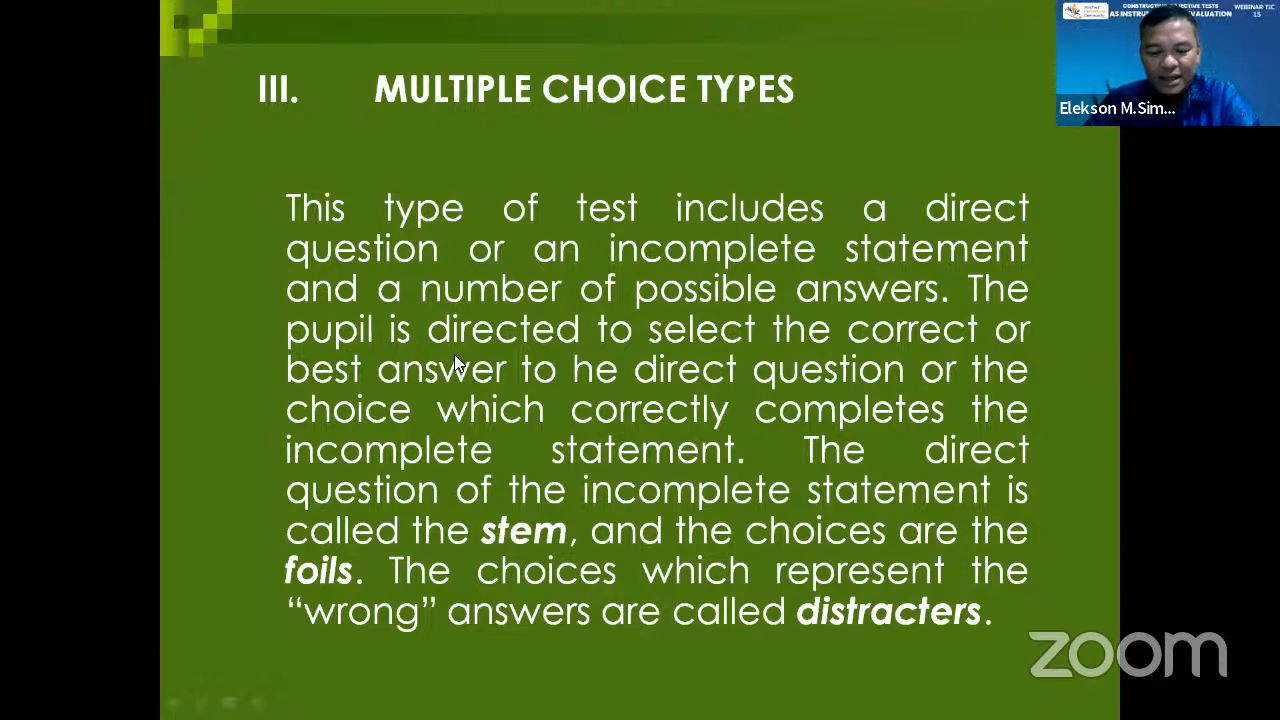 III. MULTIPLE CHOICE TYPES
This type of test includes a direct
question or an incomplete statement
and a number of possible answers. The
pupil is directed to select the correct or
best answer to he direct question or the
choice which correctly completes the
incomplete statement. The direct
question of the incomplete statement is
called the stem, and the choices are the
foils. The choices which represent the
“wrong” answers are called distracters.
WEBINAR TIC
15
Elekson M.Sim...
zoom